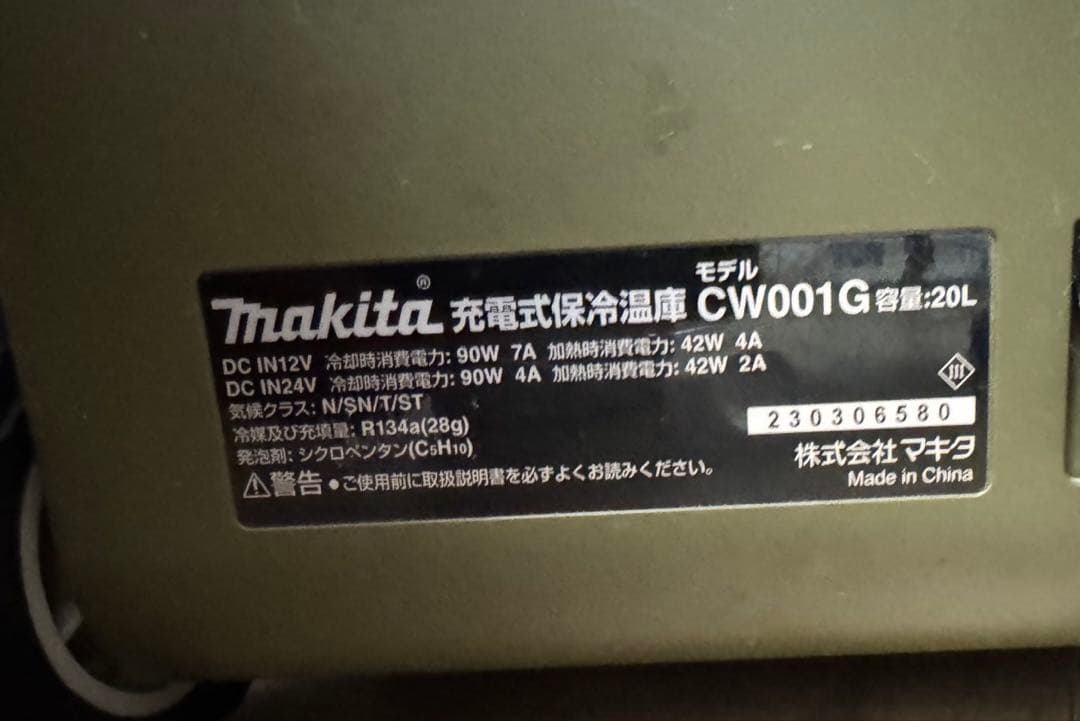 makita® 充電式保冷温庫 モデル CW001G 容量:20L
DC IN12V 冷却時消費電力: 90W 7A 加熱時消費電力: 42W 4A
DC IN24V 冷却時消費電力: 90W 4A 加熱時消費電力: 42W 2A
気候クラス: N/SN/T/ST
冷媒及び充填量: R134a(28g)
230306580
発泡剤: シクロペンタン(C5H10)
株式会社マキタ
⚠警告 ●ご使用前に取扱説明書を必ずよくお読みください。
Made in China